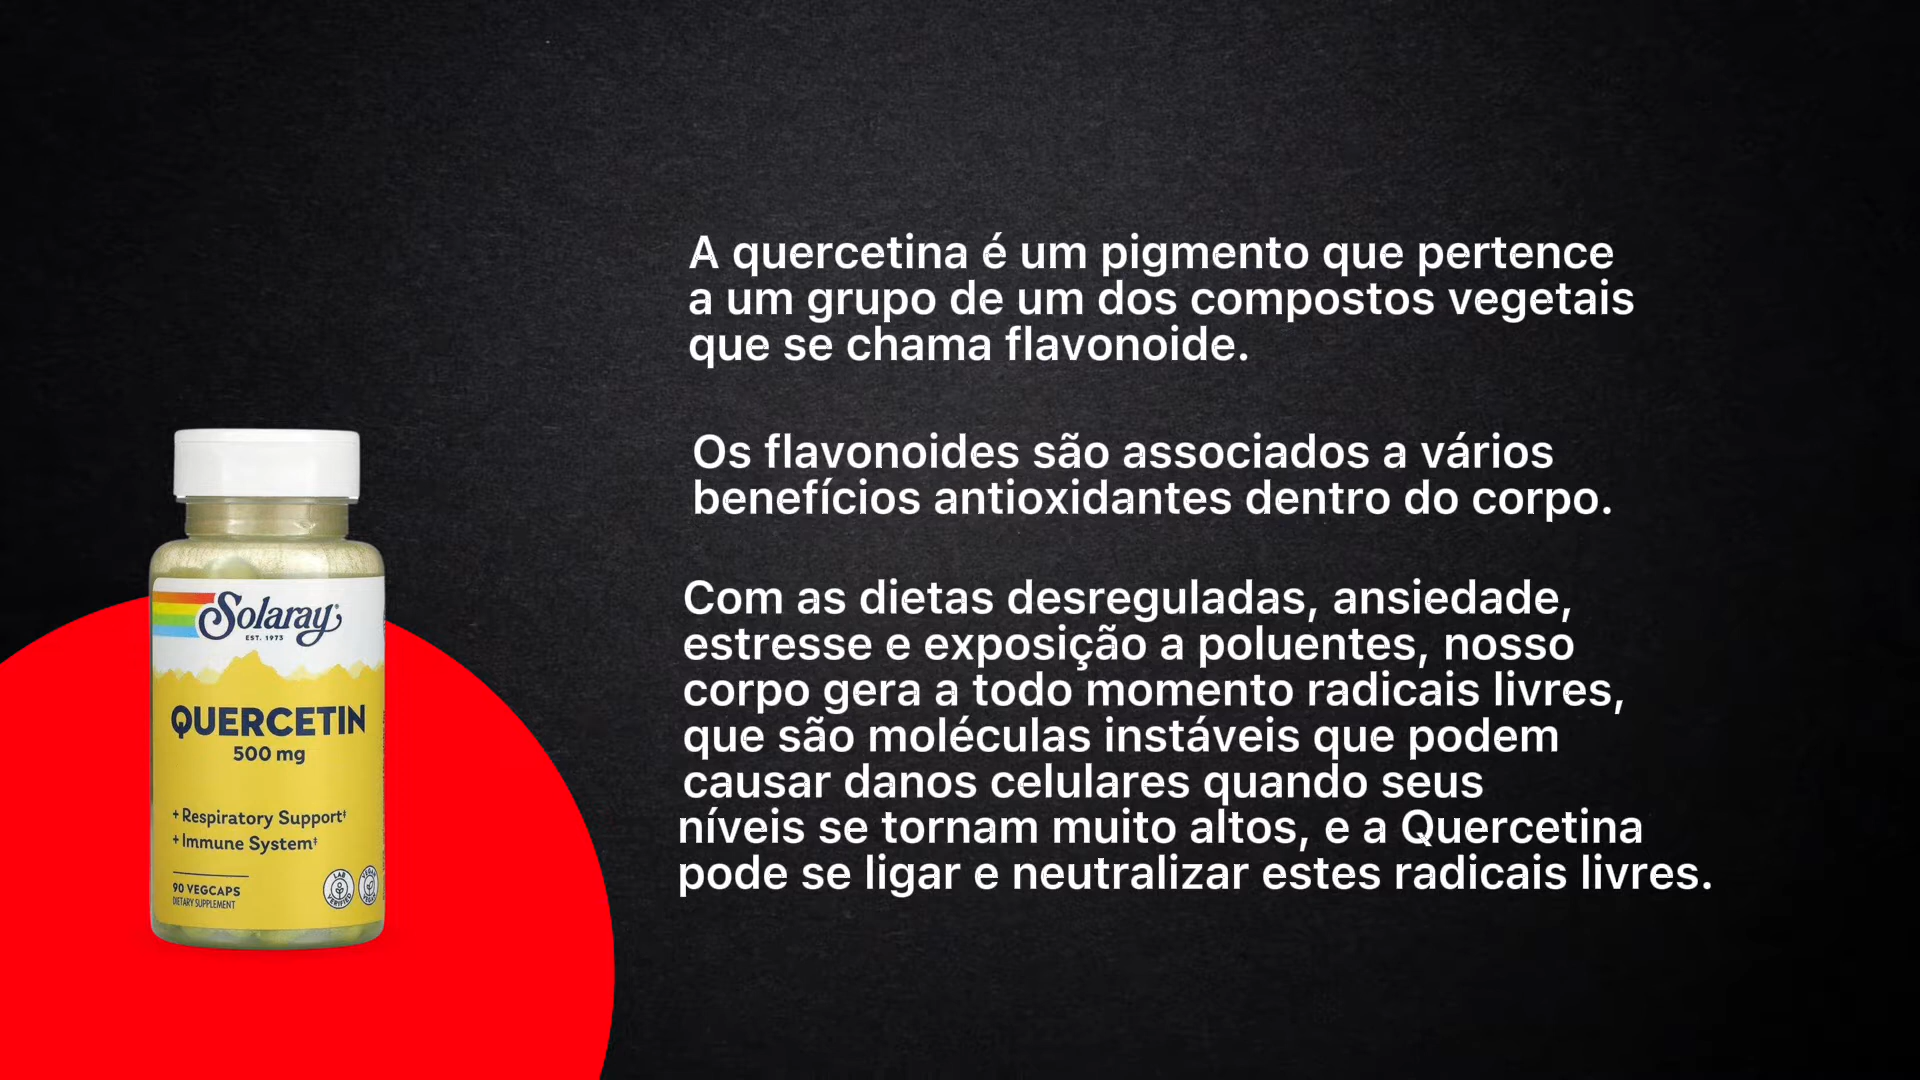 A quercetina é um pigmento que pertence
a um grupo de um dos compostos vegetais
que se chama flavonoide.
Os flavonoides são associados a vários
benefícios antioxidantes dentro do corpo.
Com as dietas desreguladas, ansiedade,
estresse e exposição a poluentes, nosso
corpo gera a todo momento radicais livres,
que são moléculas instáveis que podem
causar danos celulares quando seus
níveis se tornam muito altos, e a Quercetina
pode se ligar e neutralizar estes radicais livres.
Solaray
EST. 1973
QUERCETIN
500 mg
+ Respiratory Support‡
+ Immune System‡
90 VEGCAPS
DIETARY SUPPLEMENT
LAB VERIFIED
VEGAN